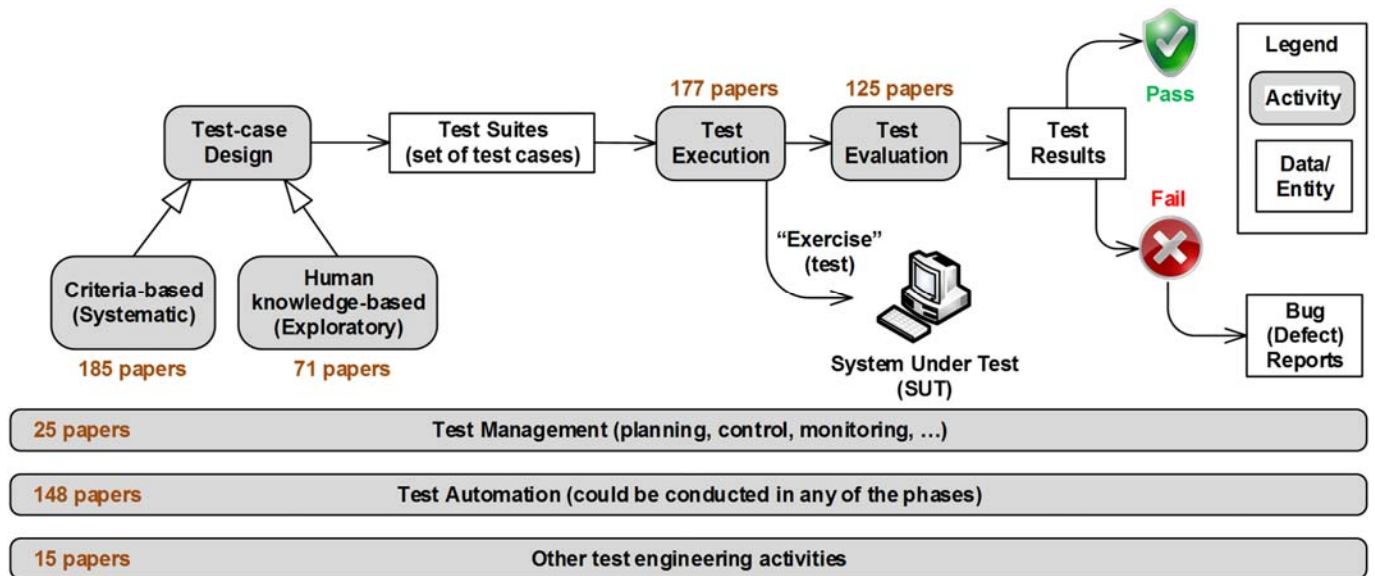 Test-case
Design
Test Suites
(set of test cases)
177 papers
Test
Execution
125 papers
Test
Evaluation
Test
Results
Pass
Fail
Legend
Activity
Data/
Entity
Criteria-based
(Systematic)
185 papers
Human
knowledge-based
(Exploratory)
71 papers
“Exercise”
(test)
System Under Test
(SUT)
Bug
(Defect)
Reports
25 papers
Test Management (planning, control, monitoring, …)
148 papers
Test Automation (could be conducted in any of the phases)
15 papers
Other test engineering activities